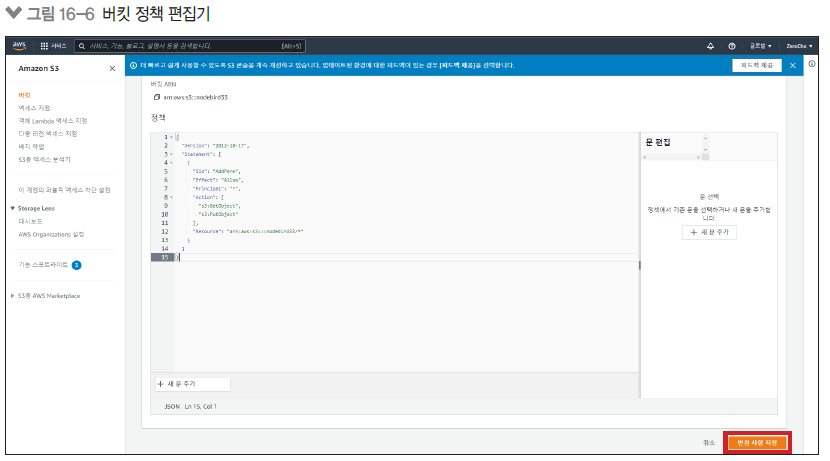 그림 16-6 버킷 정책 편집기
aws 서비스 서비스, 기능, 블로그, 설명서 등을 검색합니다. [Alt+S] 글로벌 ZeroCho
Amazon S3
더 빠르고 쉽게 사용할 수 있도록 S3 콘솔을 계속 개선하고 있습니다. 업데이트된 환경에 대한 피드백이 있는 경우 [피드백 제공]을 선택합니다. 피드백 제공
버킷
액세스 지점
객체 Lambda 액세스 지점
다중 리전 액세스 지점
배치 작업
S3용 액세스 분석기
이 계정의 퍼블릭 액세스 차단 설정
Storage Lens
대시보드
AWS Organizations 설정
기능 스포트라이트 3
S3용 AWS Marketplace
버킷 ARN
arn:aws:s3:::nodebird33
정책
1 {
2 "Version": "2012-10-17",
3 "Statement": [
4 {
5 "Sid": "AddPerm",
6 "Effect": "Allow",
7 "Principal": "*",
8 "Action": [
9 "s3:GetObject",
10 "s3:PutObject"
11 ],
12 "Resource": "arn:aws:s3:::nodebird33/*"
13 }
14 ]
15 }
+ 새 문 추가
JSON Ln 15, Col 1
문 편집
문 선택
정책에서 기존 문을 선택하거나 새 문을 추가합
니다.
+ 새 문 추가
취소 변경 사항 저장